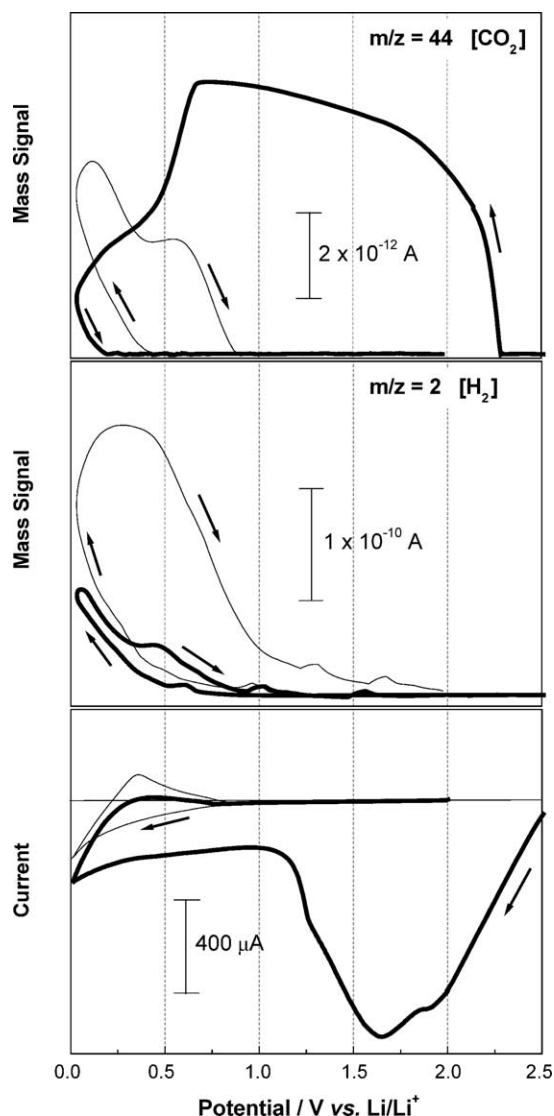 m/z = 44 [CO₂]
Mass Signal
2 x 10⁻¹² A
m/z = 2 [H₂]
Mass Signal
1 x 10⁻¹⁰ A
Current
400 μA
0.0 0.5 1.0 1.5 2.0 2.5
Potential / V vs. Li/Li⁺